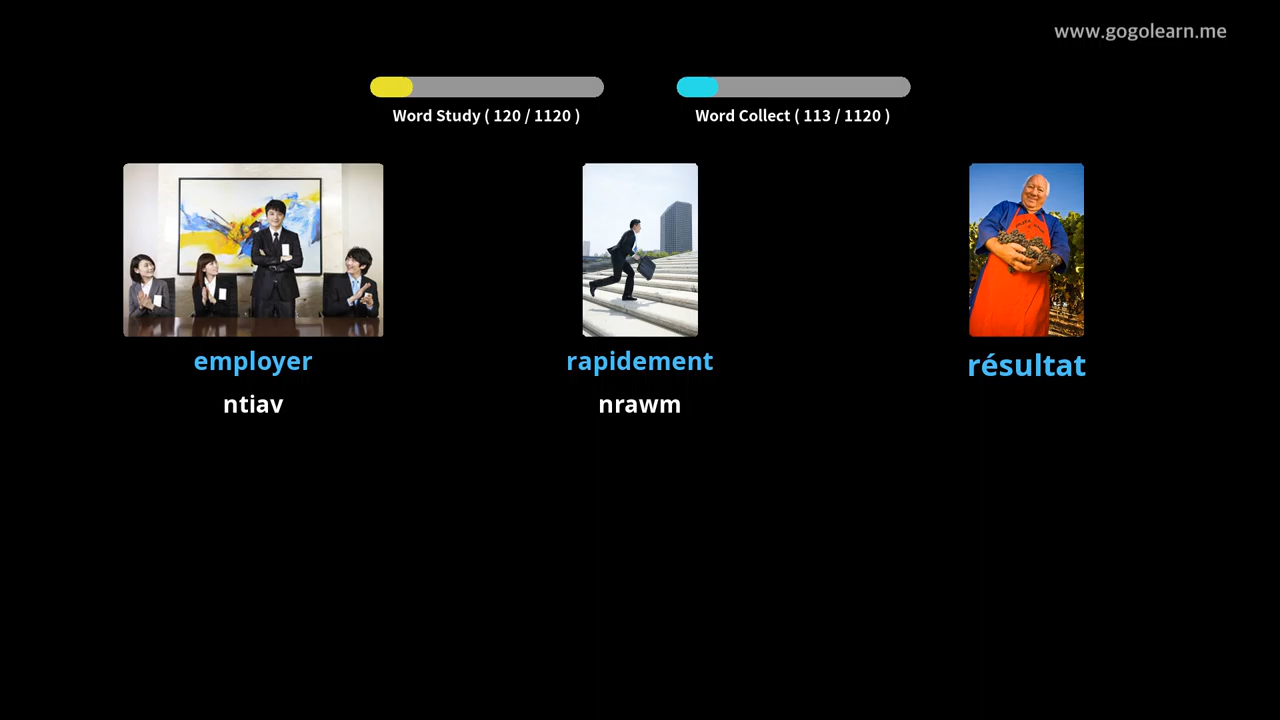 www.gogolearn.me
Word Study ( 120 / 1120 )
Word Collect ( 113 / 1120 )
employer
rapidement
résultat
ntiav
nrawm